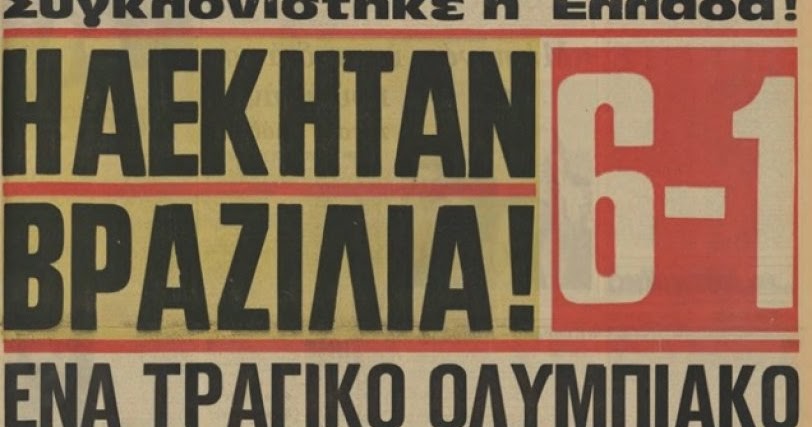 Συγκλονίστηκε η Ελλάδα!
Η ΑΕΚ ΗΤΑΝ
ΒΡΑΖΙΛΙΑ!
6-1
ΕΝΑ ΤΡΑΓΙΚΟ ΟΛΥΜΠΙΑΚΟ